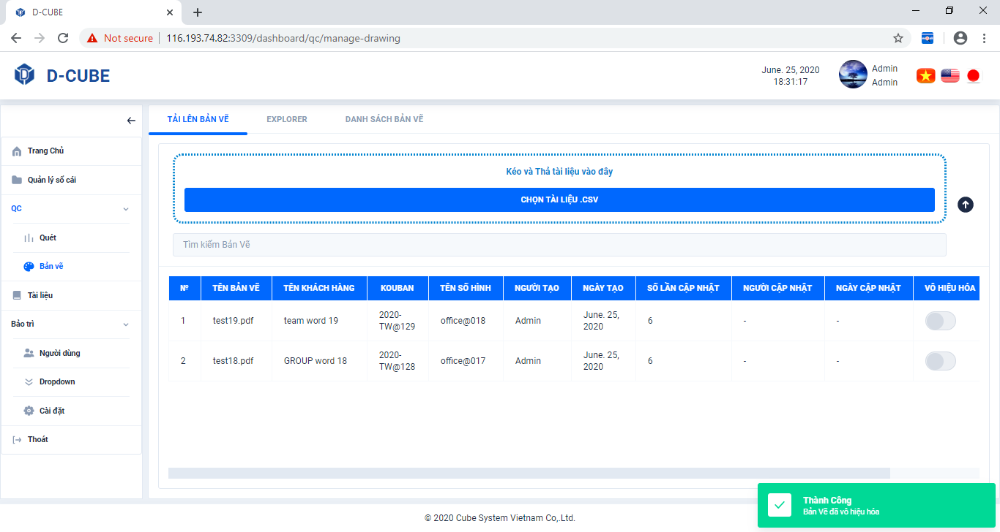 D-CUBE
Not secure
116.193.74.82:3309/dashboard/qc/manage-drawing
D-CUBE
June. 25, 2020
18:31:17
Admin
Admin
TẢI LÊN BẢN VẼ
EXPLORER
DANH SÁCH BẢN VẼ
Trang Chủ
Quản lý sổ cái
QC
Quét
Bản vẽ
Tài liệu
Bảo trì
Người dùng
Dropdown
Cài đặt
Thoát
Kéo và Thả tài liệu vào đây
CHỌN TÀI LIỆU .CSV
Tìm kiếm Bản Vẽ
Nº TÊN BẢN VẼ TÊN KHÁCH HÀNG KOUBAN TÊN SỐ HÌNH NGƯỜI TẠO NGÀY TẠO SỐ LẦN CẬP NHẬT NGƯỜI CẬP NHẬT NGÀY CẬP NHẬT VÔ HIỆU HÓA
1 test19.pdf team word 19 2020-TW@129 office@018 Admin June. 25, 2020 6 - -
2 test18.pdf GROUP word 18 2020-TW@128 office@017 Admin June. 25, 2020 6 - -
Thành Công
Bản Vẽ đã vô hiệu hóa
© 2020 Cube System Vietnam Co,.Ltd.